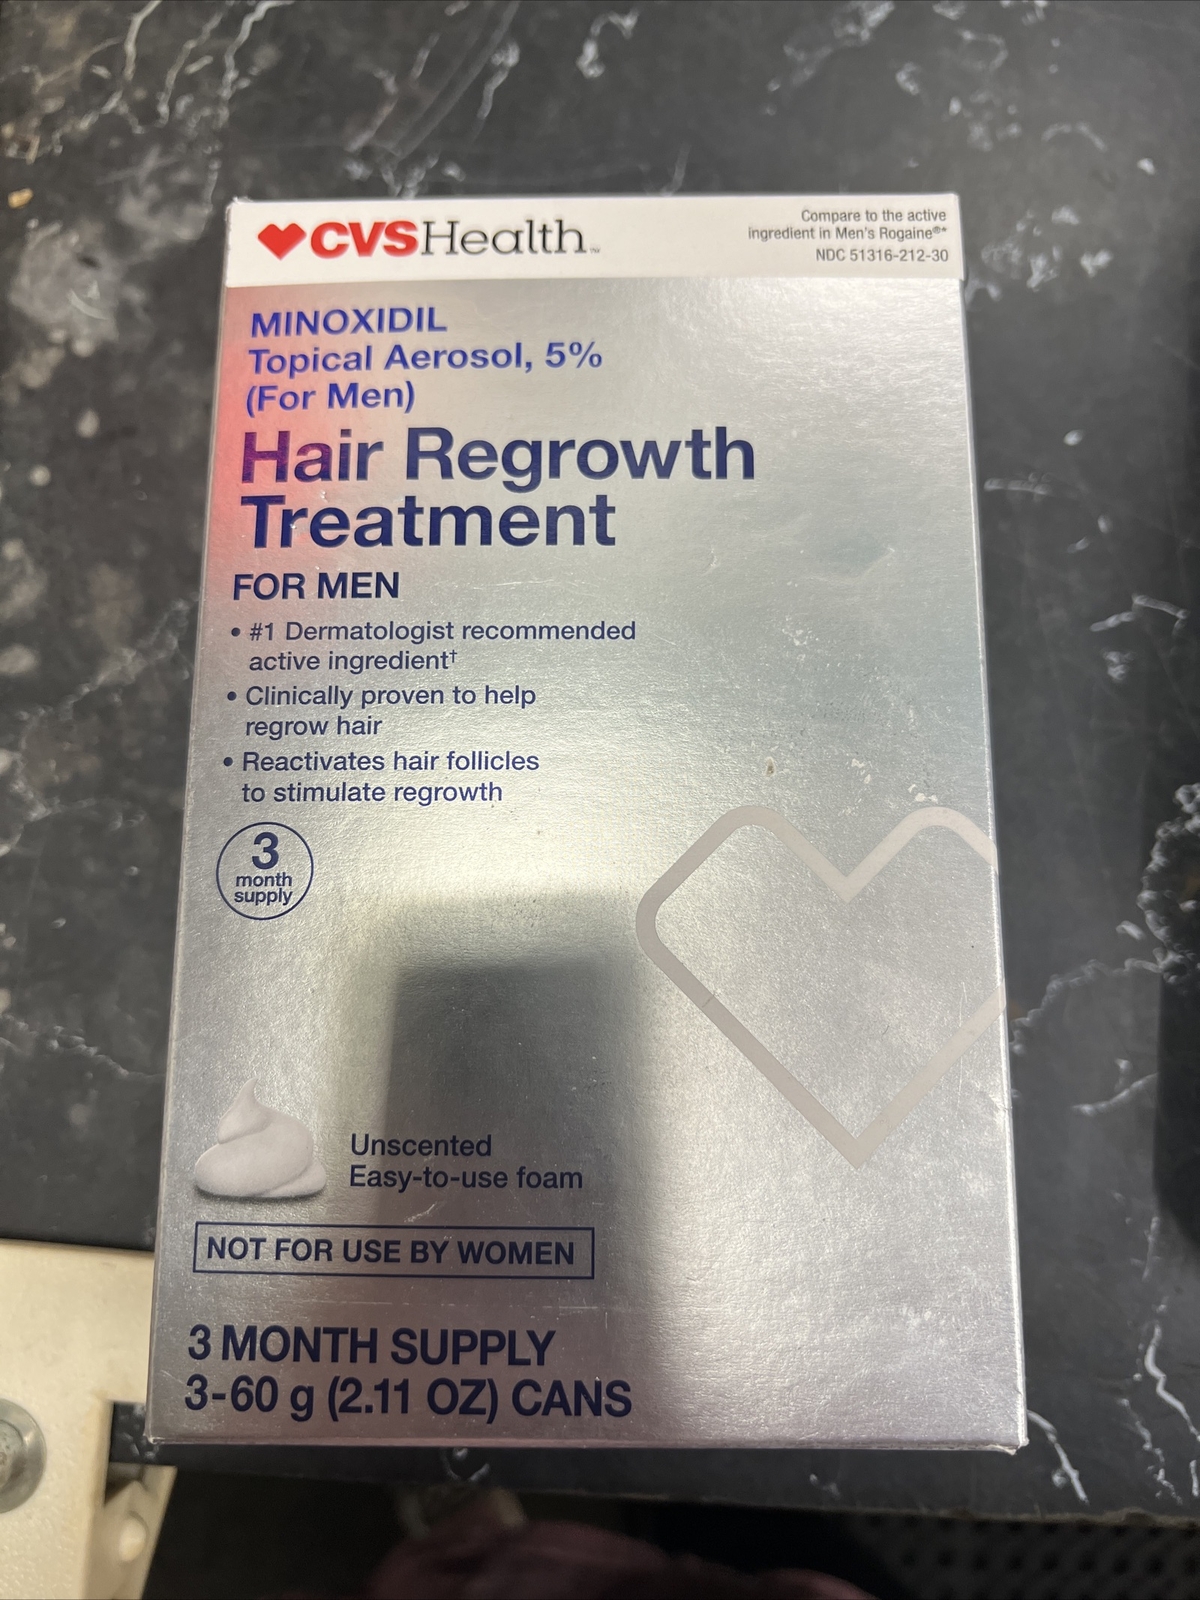 CVSHealth™
Compare to the active
ingredient in Men's Rogaine®*
NDC 51316-212-30
MINOXIDIL
Topical Aerosol, 5%
(For Men)
Hair Regrowth
Treatment
FOR MEN
• #1 Dermatologist recommended
active ingredient†
• Clinically proven to help
regrow hair
• Reactivates hair follicles
to stimulate regrowth
3
month
supply
Unscented
Easy-to-use foam
NOT FOR USE BY WOMEN
3 MONTH SUPPLY
3-60 g (2.11 OZ) CANS